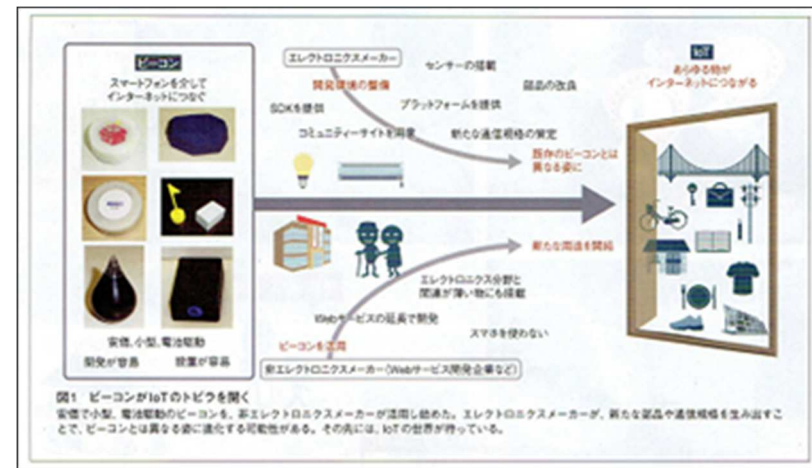 ビーコン
スマートフォンを介して
インターネットにつなぐ
安価、小型、電池駆動
開発が容易
設置が容易
エレクトロニクスメーカー
開発環境の整備
SDKを提供
コミュニティーサイトを用意
センサーの搭載
プラットフォームを提供
部品の改良
新たな通信規格の策定
既存のビーコンとは
異なる姿に
新たな用途を開拓
エレクトロニクス分野と
関連が薄い物にも搭載
Webサービスの延長で開発
スマホを使わない
ビーコンを活用
非エレクトロニクスメーカー(Webサービス開発企業など)
IoT
あらゆる物が
インターネットにつながる
図1 ビーコンがIoTのトビラを開く
安価で小型、電池駆動のビーコンを、非エレクトロニクスメーカーが活用し始めた。エレクトロニクスメーカーが、新たな部品や通信規格を生み出すこ
とで、ビーコンとは異なる姿に進化する可能性がある。その先には、IoTの世界が待っている。